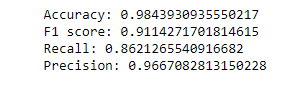 Accuracy: 0.9843930935550217
F1 score: 0.9114271701814615
Recall: 0.8621265540916682
Precision: 0.9667082813150228